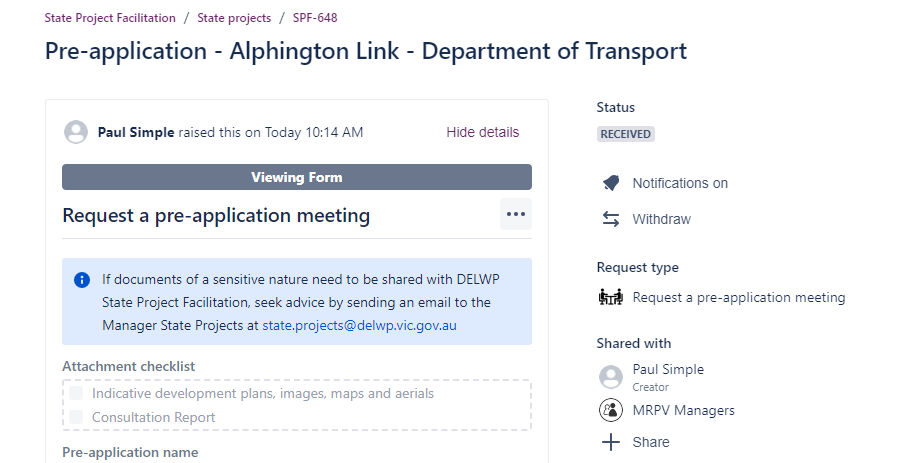 State Project Facilitation / State projects / SPF-648
Pre-application - Alphington Link - Department of Transport
Paul Simple raised this on Today 10:14 AM
Hide details
Viewing Form
Request a pre-application meeting
If documents of a sensitive nature need to be shared with DELWP
State Project Facilitation, seek advice by sending an email to the
Manager State Projects at state.projects@delwp.vic.gov.au
Attachment checklist
Indicative development plans, images, maps and aerials
Consultation Report
Pre-application name
Status
RECEIVED
Notifications on
Withdraw
Request type
Request a pre-application meeting
Shared with
Paul Simple
Creator
MRPV Managers
Share